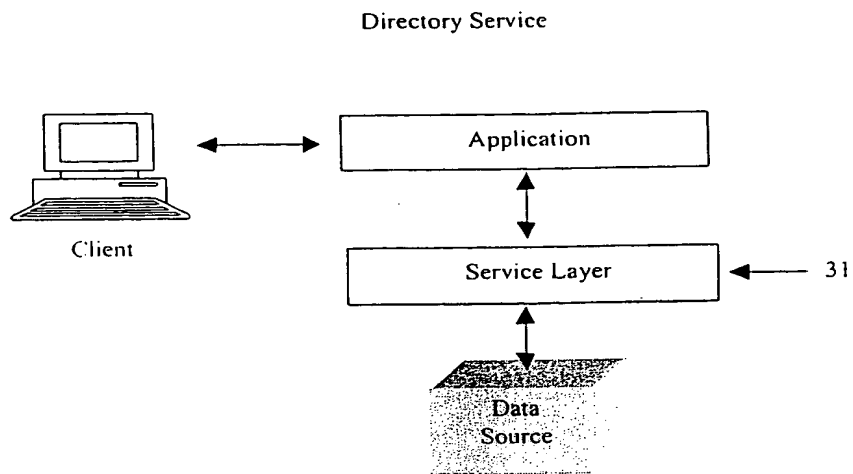 Directory Service
Application
Client
Service Layer
31
Data
Source